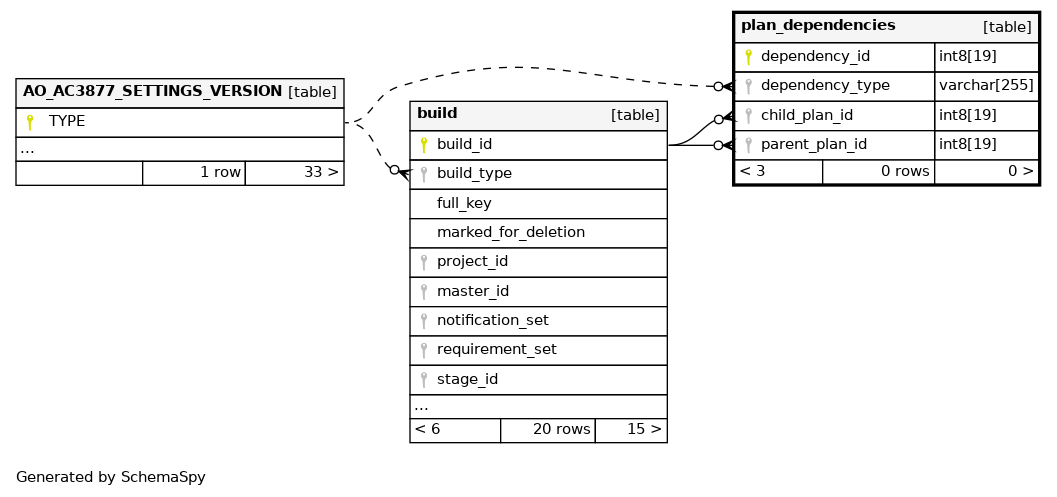 plan_dependencies [table]
dependency_id int8[19]
dependency_type varchar[255]
child_plan_id int8[19]
parent_plan_id int8[19]
< 3 0 rows 0 >
AO_AC3877_SETTINGS_VERSION [table]
TYPE
...
1 row 33 >
build [table]
build_id
build_type
full_key
marked_for_deletion
project_id
master_id
notification_set
requirement_set
stage_id
...
< 6 20 rows 15 >
Generated by SchemaSpy